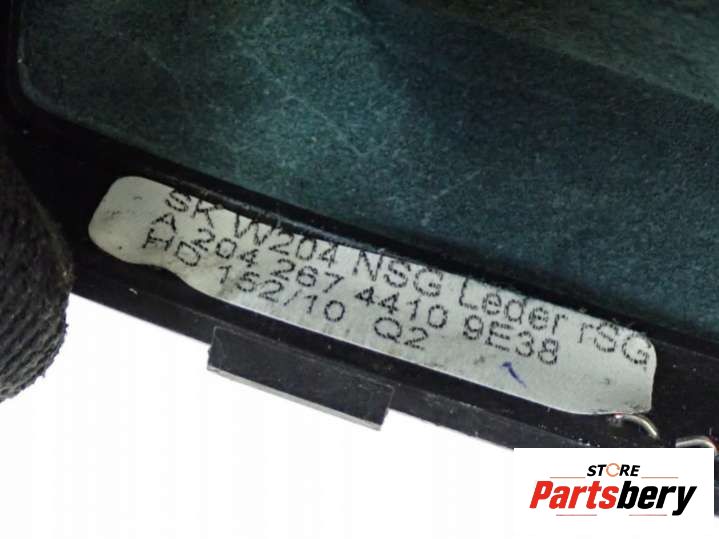 SK W204 NSG Leder rSG
A 204 267 4410 9E38
HD 152/10 Q2
STORE
Partsbery